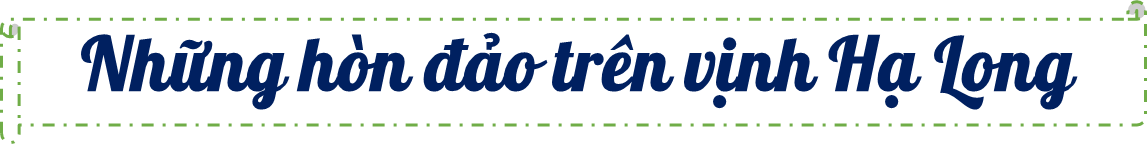 Những hòn đảo trên vịnh Hạ Long